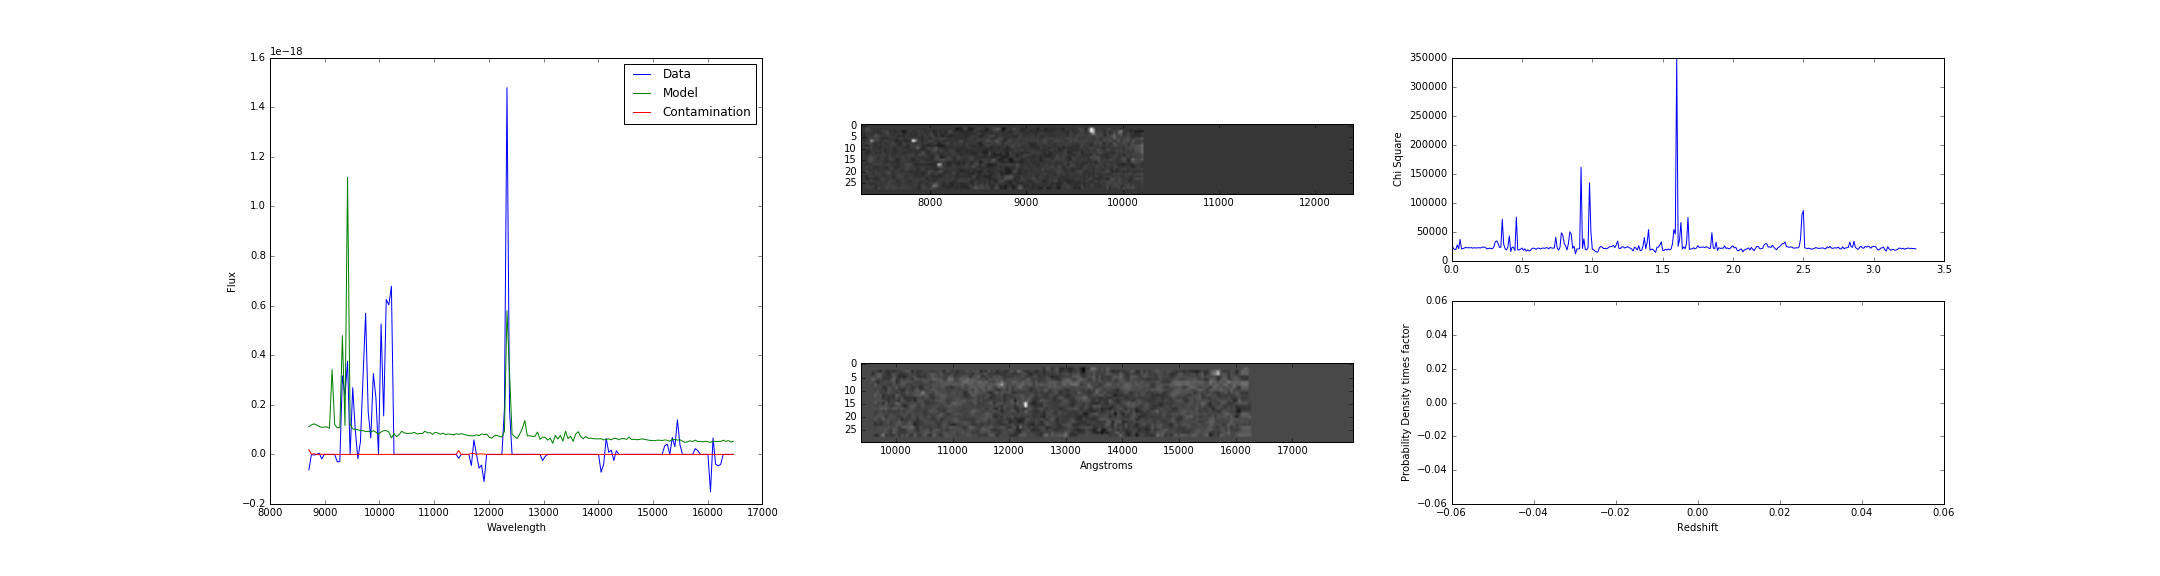 1e−18
1.6
1.4
1.2
1.0
0.8
0.6
0.4
0.2
0.0
−0.2
Flux
8000 9000 10000 11000 12000 13000 14000 15000 16000 17000
Wavelength
Data
Model
Contamination
0
5
10
15
20
25
8000 9000 10000 11000 12000
0
5
10
15
20
25
10000 11000 12000 13000 14000 15000 16000 17000
Angstroms
350000
300000
250000
200000
150000
100000
50000
0
Chi Square
0.0 0.5 1.0 1.5 2.0 2.5 3.0 3.5
0.06
0.04
0.02
0.00
−0.02
−0.04
−0.06
Probability Density times factor
−0.06 −0.04 −0.02 0.00 0.02 0.04 0.06
Redshift